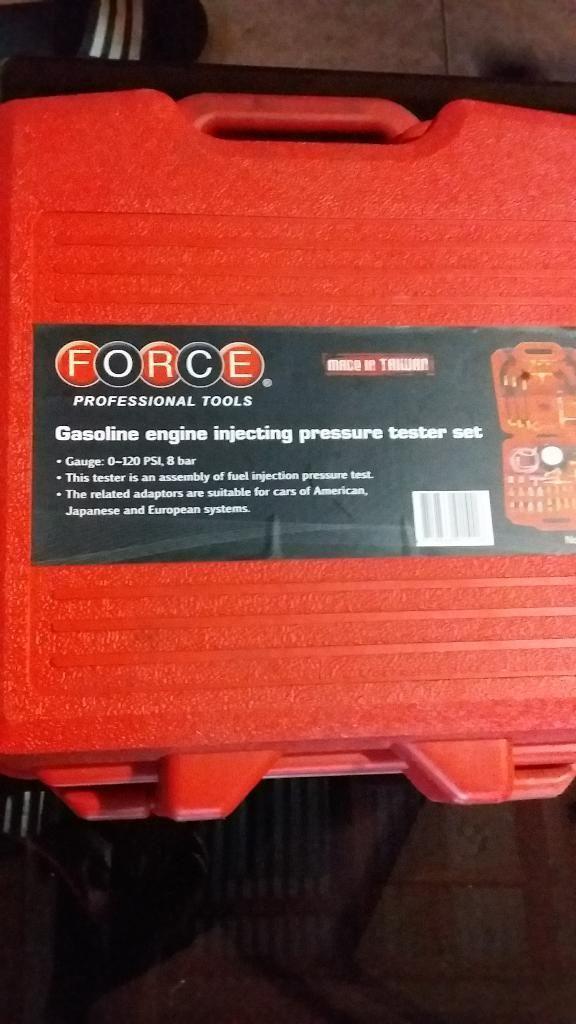 FORCE®
MADE IN TAIWAN
PROFESSIONAL TOOLS
Gasoline engine injecting pressure tester set
• Gauge: 0~120 PSI, 8 bar
• This tester is an assembly of fuel injection pressure test.
• The related adaptors are suitable for cars of American,
Japanese and European systems.